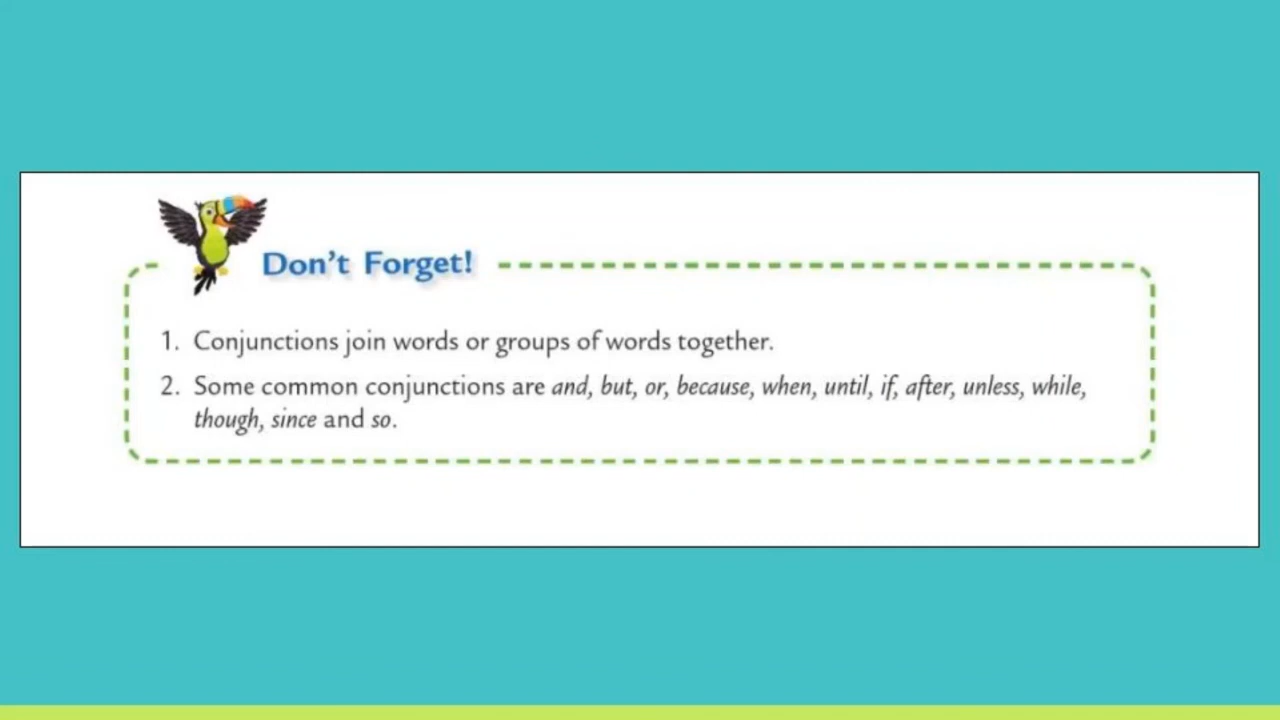 Don't Forget!
1. Conjunctions join words or groups of words together.
2. Some common conjunctions are and, but, or, because, when, until, if, after, unless, while,
though, since and so.